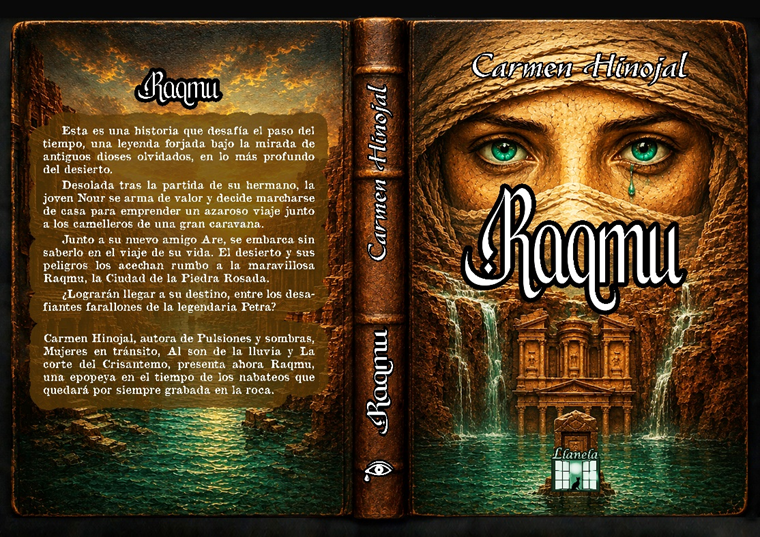 Raqmu
Esta es una historia que desafía el paso del
tiempo, una leyenda forjada bajo la mirada de
antiguos dioses olvidados, en lo más profundo
del desierto.
Desolada tras la partida de su hermano, la
joven Nour se arma de valor y decide marcharse
de casa para emprender un azaroso viaje junto
a los camelleros de una gran caravana.
Junto a su nuevo amigo Are, se embarca sin
saberlo en el viaje de su vida. El desierto y sus
peligros los acechan rumbo a la maravillosa
Raqmu, la Ciudad de la Piedra Rosada.
¿Lograrán llegar a su destino, entre los desa-
fiantes farallones de la legendaria Petra?
Carmen Hinojal, autora de Pulsiones y sombras,
Mujeres en tránsito, Al son de la lluvia y La
corte del Crisantemo, presenta ahora Raqmu,
una epopeya en el tiempo de los nabateos que
quedará por siempre grabada en la roca.
Carmen Hinojal
Raqmu
Carmen Hinojal
Raqmu
Llanela